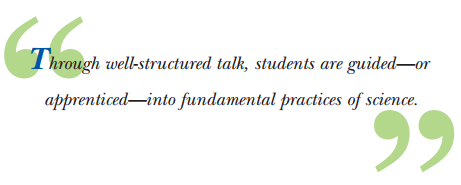 “Through well-structured talk, students are guided—or
apprenticed—into fundamental practices of science.”